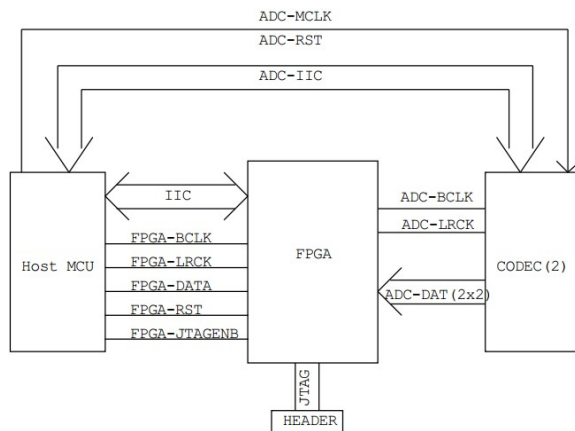 ADC-MCLK
ADC-RST
ADC-IIC
IIC
ADC-BCLK
ADC-LRCK
FPGA-BCLK
FPGA-LRCK
FPGA-DATA
FPGA-RST
FPGA-JTAGENB
Host MCU
FPGA
CODEC(2)
ADC-DAT(2x2)
JTAG
HEADER